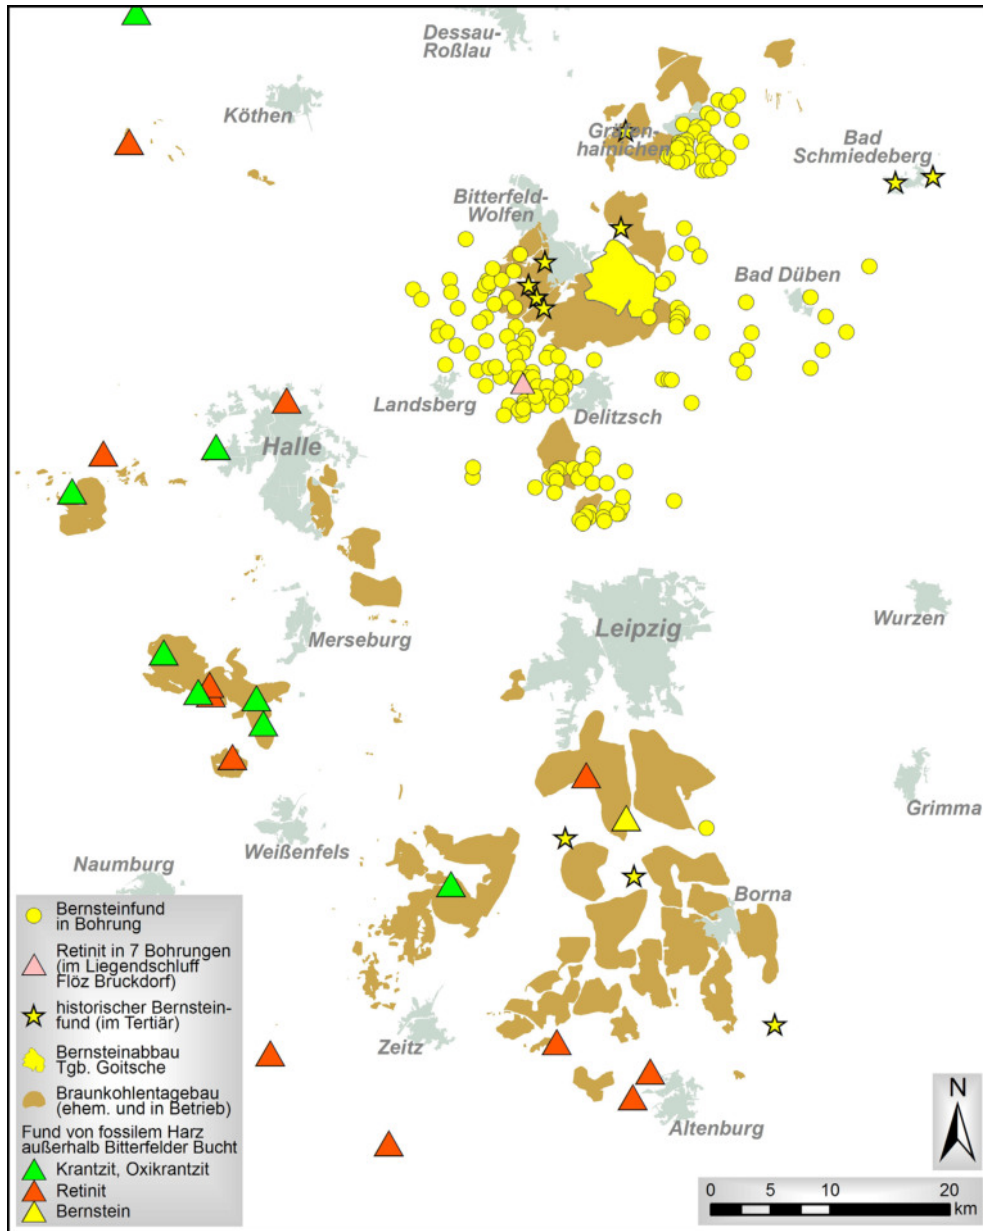 Dessau-
Roßlau
Köthen
Gräfen-
hainichen
Bad
Schmiedeberg
Bitterfeld-
Wolfen
Bad Düben
Landsberg
Delitzsch
Halle
Merseburg
Leipzig
Wurzen
Grimma
Weißenfels
Naumburg
Borna
Zeitz
Altenburg
Bernsteinfund
in Bohrung
Retinit in 7 Bohrungen
(im Liegendschluff
Flöz Bruckdorf)
historischer Bernstein-
fund (im Tertiär)
Bernsteinabbau
Tgb. Goitsche
Braunkohlentagebau
(ehem. und in Betrieb)
Fund von fossilem Harz
außerhalb Bitterfelder Bucht
Krantzit, Oxikrantzit
Retinit
Bernstein
N
0 5 10 20
km